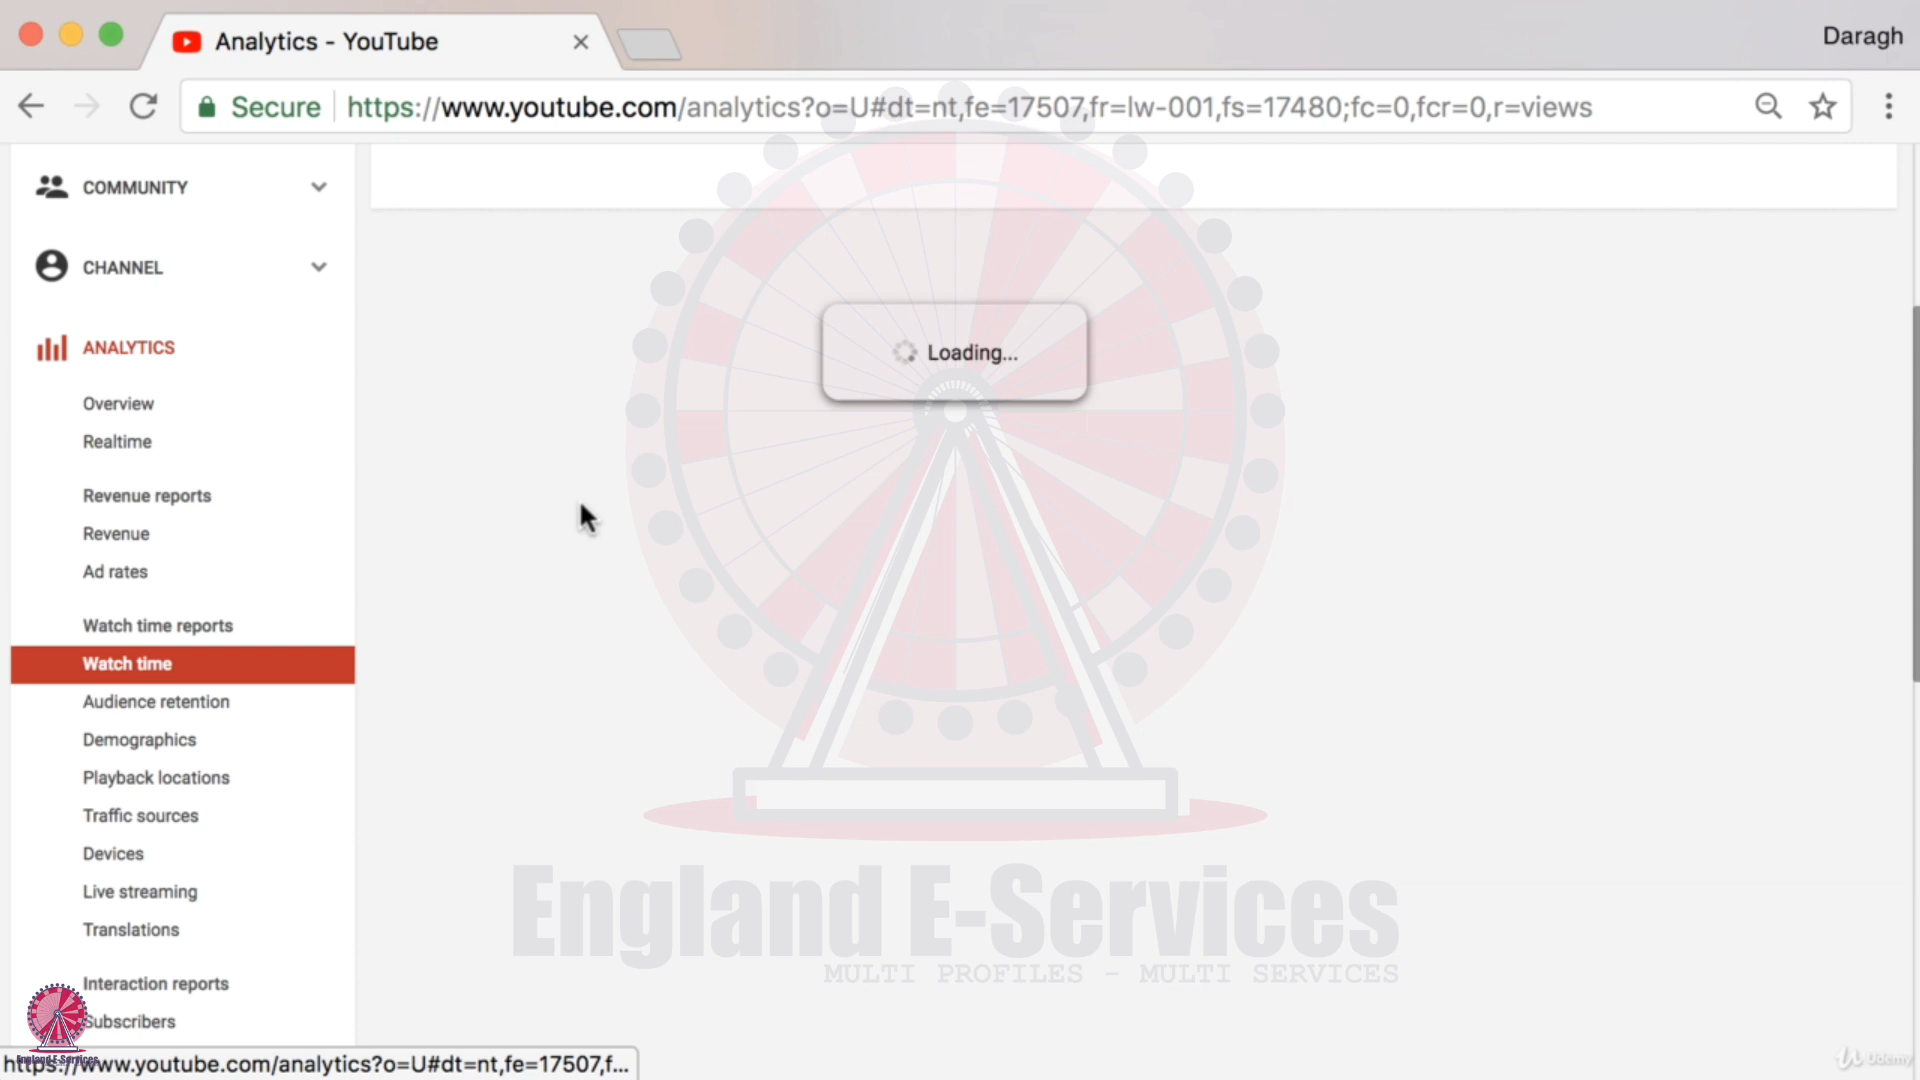 Analytics - YouTube
Daragh
Secure https://www.youtube.com/analytics?o=U#dt=nt,fe=17507,fr=lw-001,fs=17480;fc=0,fcr=0,r=views
COMMUNITY
CHANNEL
Loading...
ANALYTICS
Overview
Realtime
Revenue reports
Revenue
Ad rates
Watch time reports
Watch time
Audience retention
Demographics
Playback locations
Traffic sources
Devices
Live streaming
Translations
England E-Services
MULTI PROFILES - MULTI SERVICES
Interaction reports
Subscribers
England E-Services
https://www.youtube.com/analytics?o=U#dt=nt,fe=17507,f...
Udemy